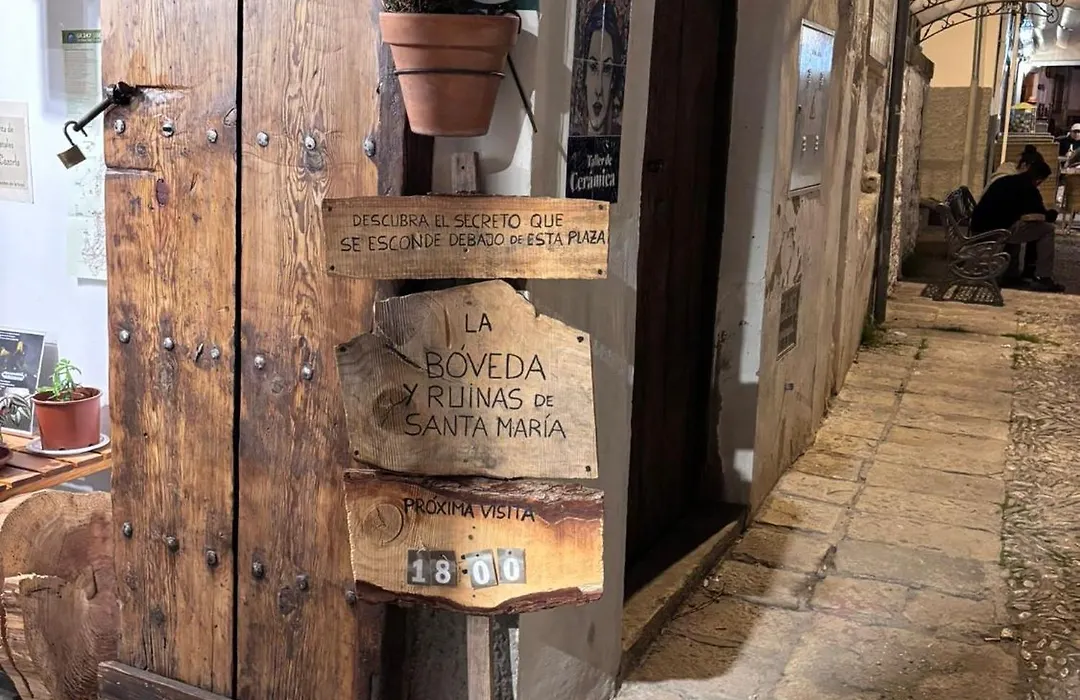 Taller de
Cerámica
DESCUBRA EL SECRETO QUE
SE ESCONDE DEBAJO DE ESTA PLAZA
LA
BÓVEDA
Y RUINAS DE
SANTA MARÍA
PRÓXIMA VISITA
18 00